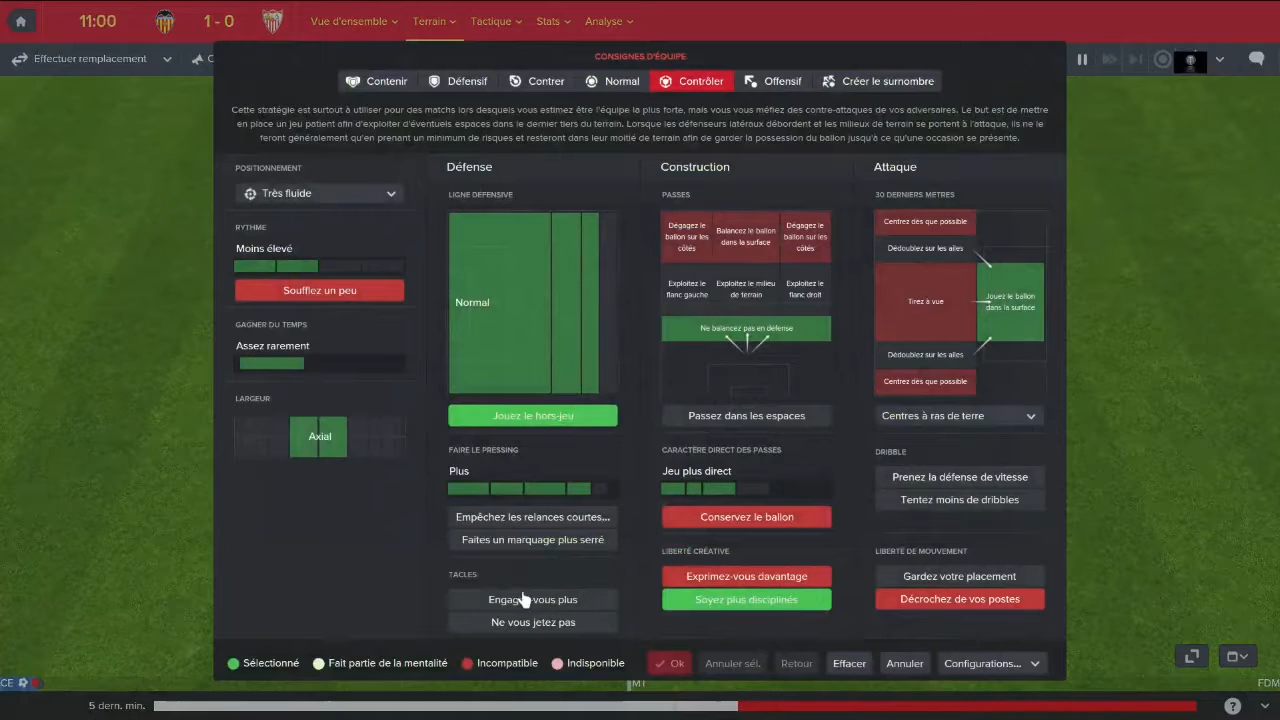 11:00
1 - 0
Vue d'ensemble
Terrain
Tactique
Stats
Analyse
Effectuer remplacement
CONSIGNES D'ÉQUIPE
Contenir
Défensif
Contrer
Normal
Contrôler
Offensif
Créer le surnombre
Cette stratégie est surtout à utiliser pour des matchs lors desquels vous estimez être l'équipe la plus forte, mais vous vous méfiez des contre-attaques de vos adversaires. Le but est de mettre
en place un jeu patient afin d'exploiter d'éventuels espaces dans le dernier tiers du terrain. Lorsque les défenseurs latéraux débordent et les milieux de terrain se portent à l'attaque, ils ne le
feront généralement qu'en prenant un minimum de risques et resteront dans leur moitié de terrain afin de garder la possession du ballon jusqu'à ce qu'une occasion se présente.
POSITIONNEMENT
Très fluide
RYTHME
Moins élevé
Soufflez un peu
GAGNER DU TEMPS
Assez rarement
LARGEUR
Axial
Défense
LIGNE DÉFENSIVE
Normal
Jouez le hors-jeu
FAIRE LE PRESSING
Plus
Empêchez les relances courtes...
Faites un marquage plus serré
TACLES
Engagez-vous plus
Ne vous jetez pas
Construction
PASSES
Dégagez le
ballon sur les
côtés
Balancez le ballon
dans la surface
Dégagez le
ballon sur les
côtés
Exploitez le
flanc gauche
Exploitez le milieu
de terrain
Exploitez le
flanc droit
Ne balancez pas en défense
Passez dans les espaces
CARACTÈRE DIRECT DES PASSES
Jeu plus direct
Conservez le ballon
LIBERTÉ CRÉATIVE
Exprimez-vous davantage
Soyez plus disciplinés
Attaque
30 DERNIERS METRES
Centrez dès que possible
Dédoublez sur les ailes
Tirez à vue
Jouez le ballon
dans la surface
Dédoublez sur les ailes
Centrez dès que possible
Centres à ras de terre
DRIBBLE
Prenez la défense de vitesse
Tentez moins de dribbles
LIBERTÉ DE MOUVEMENT
Gardez votre placement
Décrochez de vos postes
Sélectionné
Fait partie de la mentalité
Incompatible
Indisponible
Ok
Annuler sél.
Retour
Effacer
Annuler
Configurations...
CE
MT
FDM
5 dern. min.
?